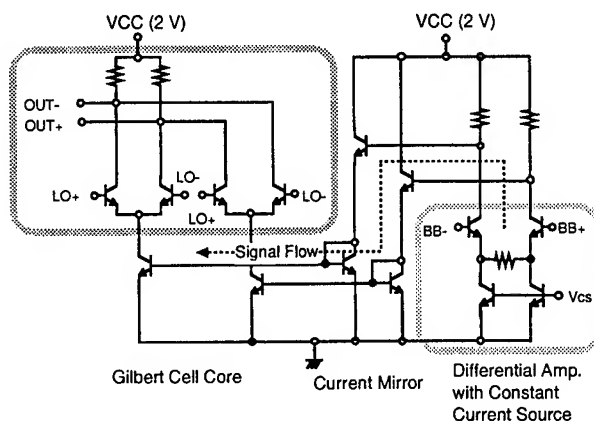 VCC (2 V)
VCC (2 V)
OUT-
OUT+
LO+
LO-
LO+
LO-
BB-
BB+
Signal Flow
Vcs
Gilbert Cell Core
Current Mirror
Differential Amp.
with Constant
Current Source